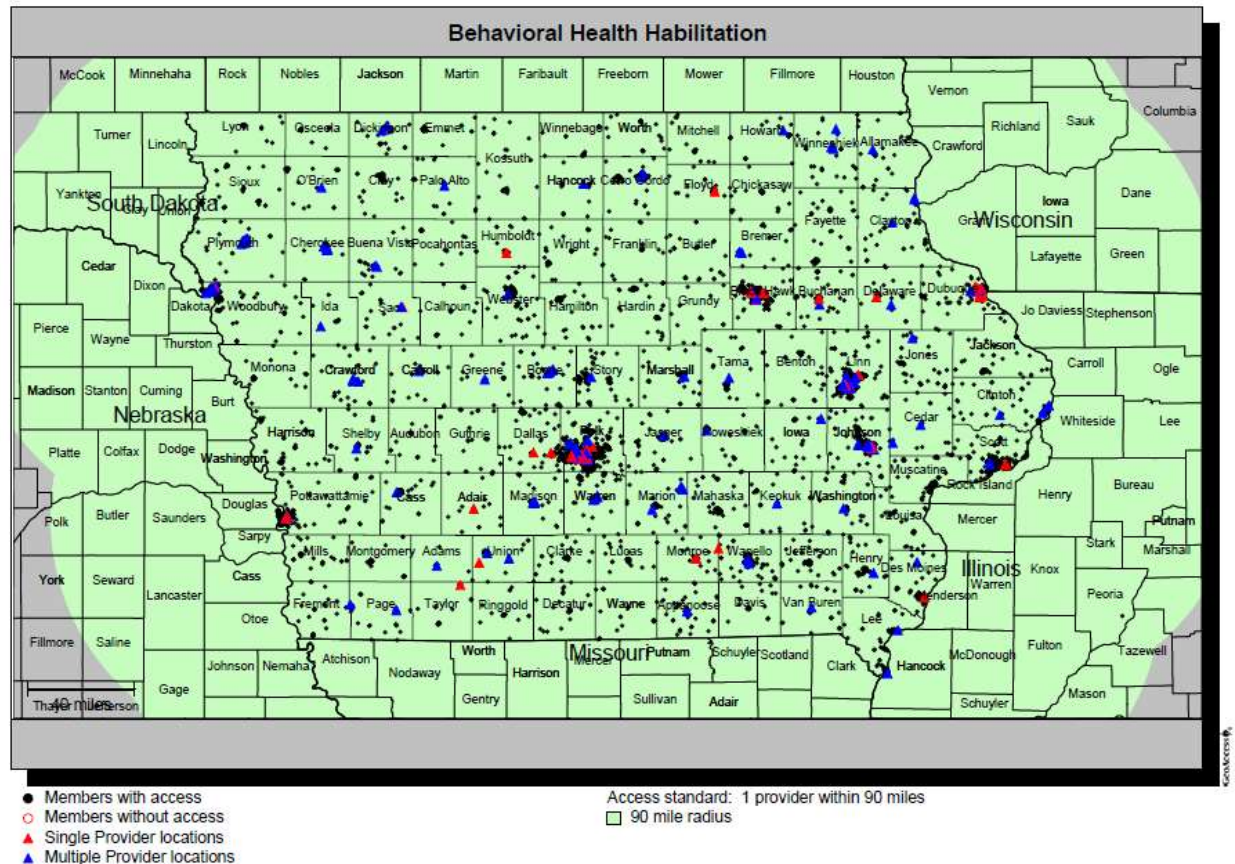 Behavioral Health Habilitation
McCook Minnehaha Rock Nobles Jackson Martin Faribault Freeborn Mower Fillmore Houston
Vernon
Columbia
Richland Sauk
Turner Lincoln Lyon Osceola Dickinson Emmet Winnebago Worth Mitchell Howard Winneshiek Allamakee Crawford
Kossuth
Sioux O'Brien Clay Palo Alto Hancock Cerro Gordo Floyd Chickasaw
Yankton Clay Union Iowa Dane
South Dakota Fayette Clayton Grant Wisconsin
Plymouth Cherokee Buena Vista Pocahontas Humboldt Wright Franklin Butler Bremer
Cedar Lafayette Green
Dixon
Dakota Woodbury Ida Sac Calhoun Webster Hamilton Hardin Grundy Black Hawk Buchanan Delaware Dubuque
Pierce Jo Daviess Stephenson
Wayne Thurston Jackson
Monona Crawford Carroll Greene Boone Story Marshall Tama Benton Linn Jones Carroll Ogle
Madison Stanton Cuming Burt Clinton
Nebraska Whiteside Lee
Harrison Shelby Audubon Guthrie Dallas Polk Jasper Poweshiek Iowa Johnson Cedar
Platte Colfax Dodge Washington Scott
Muscatine Rock Island Bureau
Douglas Pottawattamie Cass Adair Madison Warren Marion Mahaska Keokuk Washington Henry
Polk Butler Saunders Louisa Mercer Putnam
Sarpy Stark Marshall
Mills Montgomery Adams Union Clarke Lucas Monroe Wapello Jefferson Henry Des Moines Illinois Knox
York Seward Cass Warren
Lancaster Fremont Page Taylor Ringgold Decatur Wayne Appanoose Davis Van Buren Henderson Peoria
Otoe Lee
Fillmore Saline Fulton
Johnson Nemaha Atchison Nodaway Worth Harrison Mercer Missouri Putnam Schuyler Scotland Clark Hancock McDonough Tazewell
Gage Gentry Sullivan Adair Schuyler Mason
40 miles
Thayer Jefferson
GeoAccess
Members with access
Members without access
Single Provider locations
Multiple Provider locations
Access standard: 1 provider within 90 miles
90 mile radius